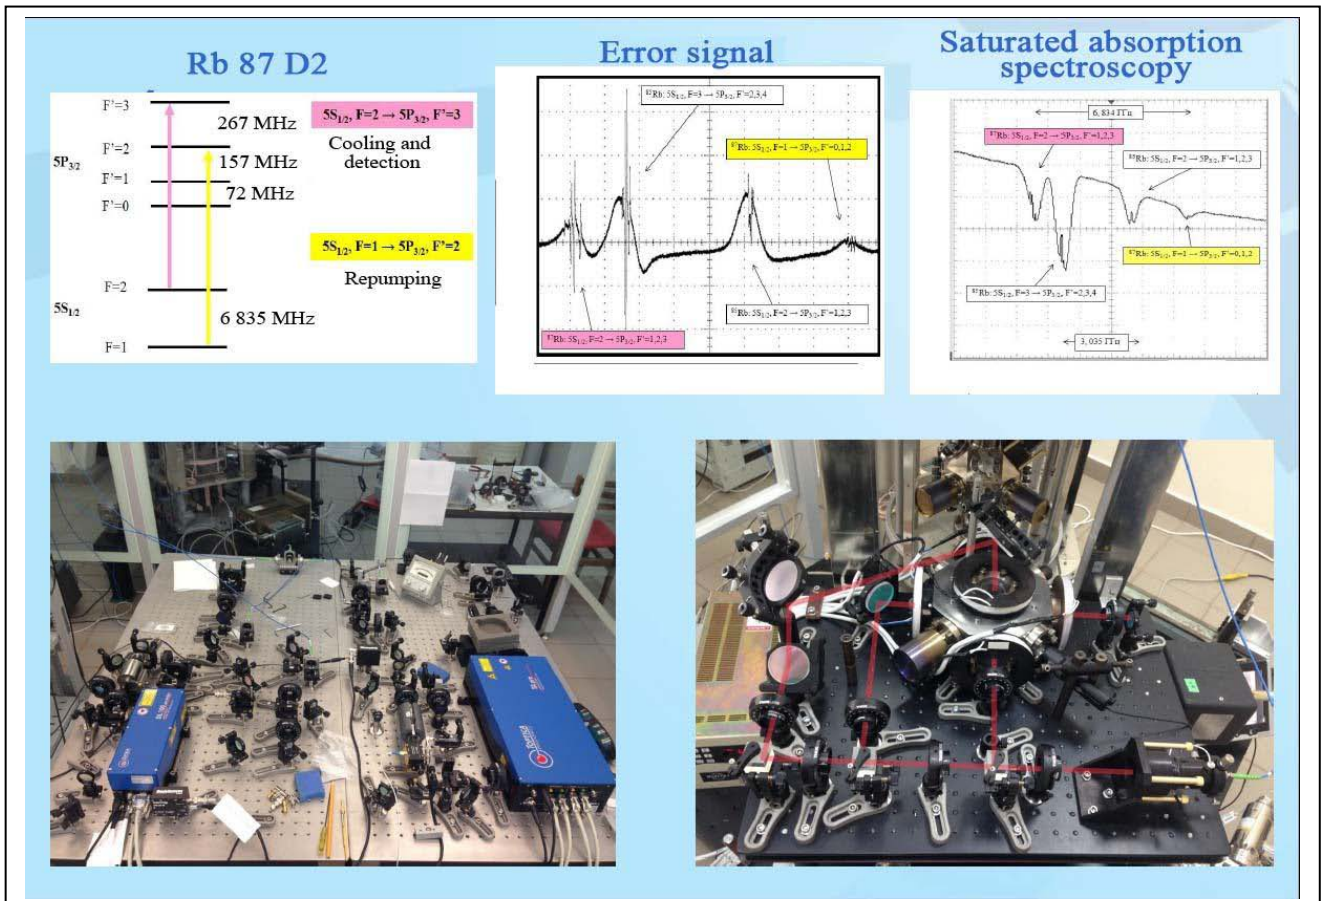 Rb 87 D2
F'=3
267 MHz
F'=2
5P3/2
157 MHz
F'=1
72 MHz
F'=0
F=2
5S1/2
6 835 MHz
F=1
5S1/2, F=2 → 5P3/2, F'=3
Cooling and
detection
5S1/2, F=1 → 5P3/2, F'=2
Repumping
Error signal
85Rb: 5S1/2, F=3 → 5P3/2, F'=2,3,4
87Rb: 5S1/2, F=1 → 5P3/2, F'=0,1,2
85Rb: 5S1/2, F=2 → 5P3/2, F'=1,2,3
87Rb: 5S1/2, F=2 → 5P3/2, F'=1,2,3
Saturated absorption
spectroscopy
6, 834 ГГц
87Rb: 5S1/2, F=2 → 5P3/2, F'=1,2,3
85Rb: 5S1/2, F=2 → 5P3/2, F'=1,2,3
87Rb: 5S1/2, F=1 → 5P3/2, F'=0,1,2
85Rb: 5S1/2, F=3 → 5P3/2, F'=2,3,4
3, 035 ГГц